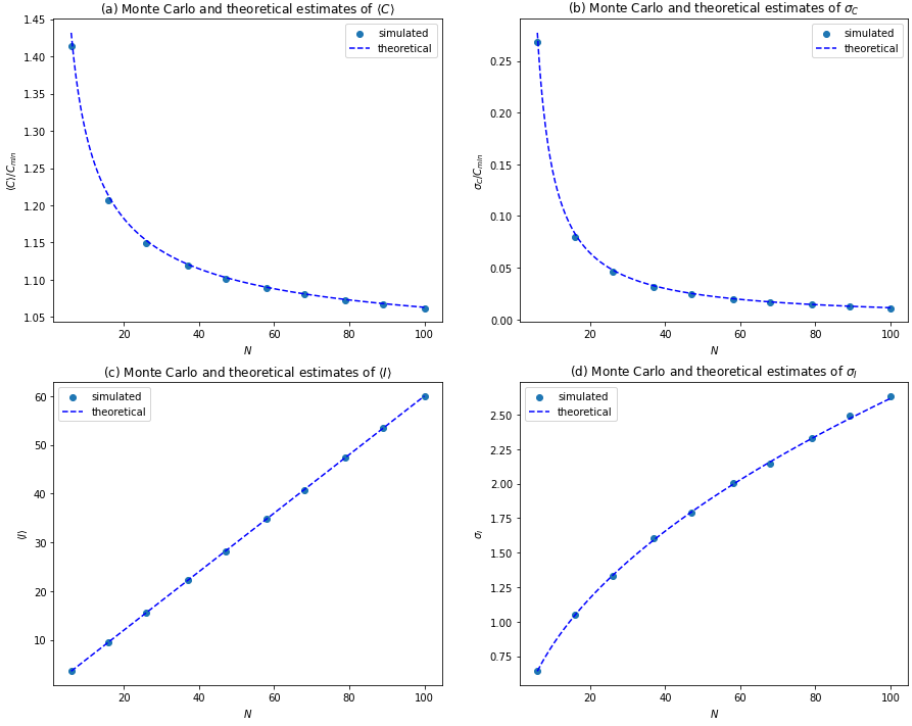 (a) Monte Carlo and theoretical estimates of ⟨C⟩
1.45
1.40
1.35
1.30
1.25
1.20
1.15
1.10
1.05
⟨C⟩/C_min
simulated
theoretical
20
40
60
80
100
N
(b) Monte Carlo and theoretical estimates of σ_C
0.25
0.20
0.15
0.10
0.05
0.00
σ_C/C_min
simulated
theoretical
20
40
60
80
100
N
(c) Monte Carlo and theoretical estimates of ⟨I⟩
60
50
40
30
20
10
⟨I⟩
simulated
theoretical
20
40
60
80
100
N
(d) Monte Carlo and theoretical estimates of σ_I
2.50
2.25
2.00
1.75
1.50
1.25
1.00
0.75
σ_I
simulated
theoretical
20
40
60
80
100
N